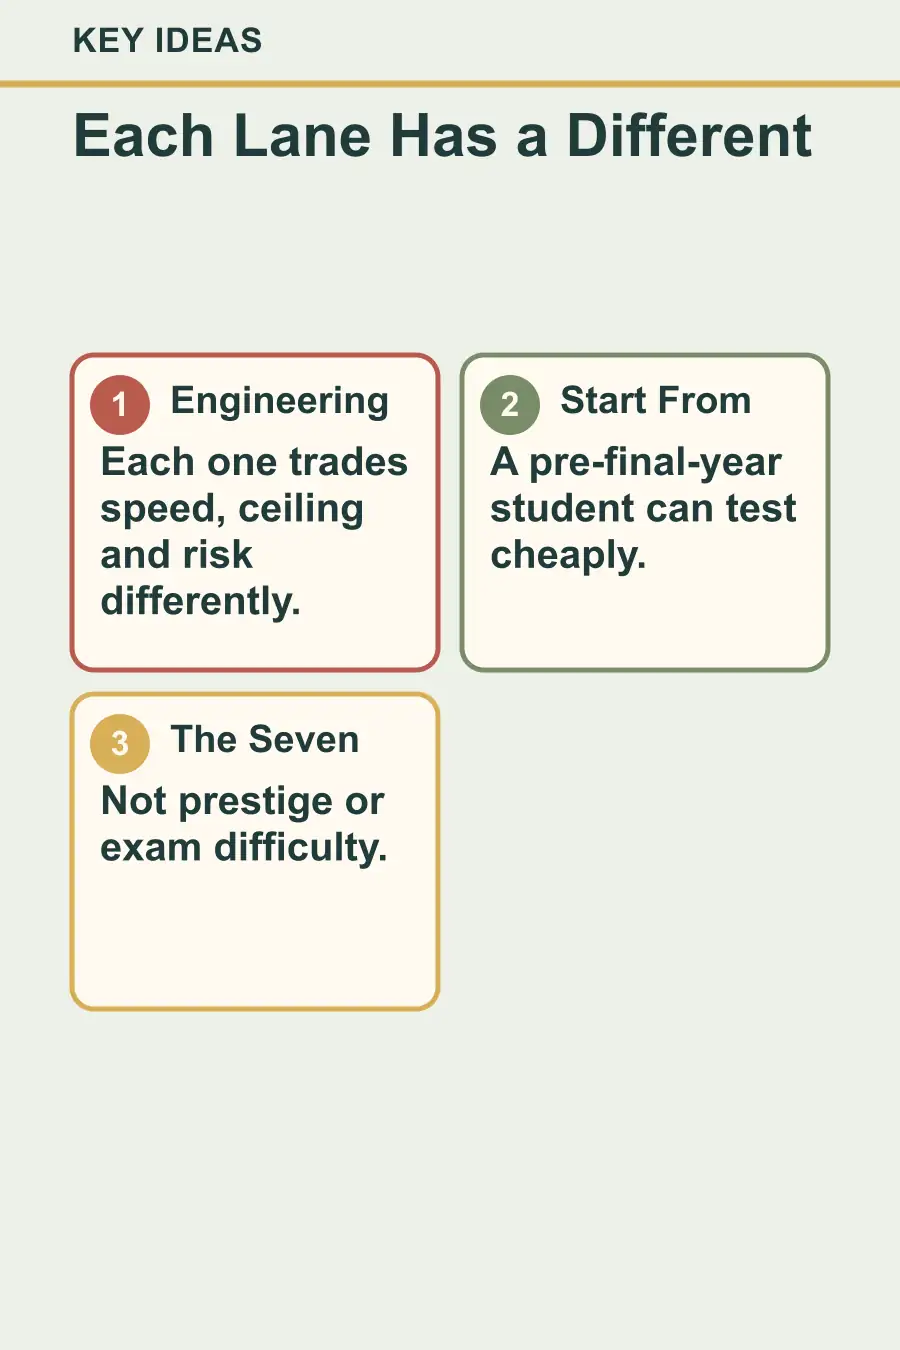 KEY IDEAS
Each Lane Has a Different
1 Engineering
Each one trades
speed, ceiling
and risk
differently.
2 Start From
A pre-final-year
student can test
cheaply.
3 The Seven
Not prestige or
exam difficulty.